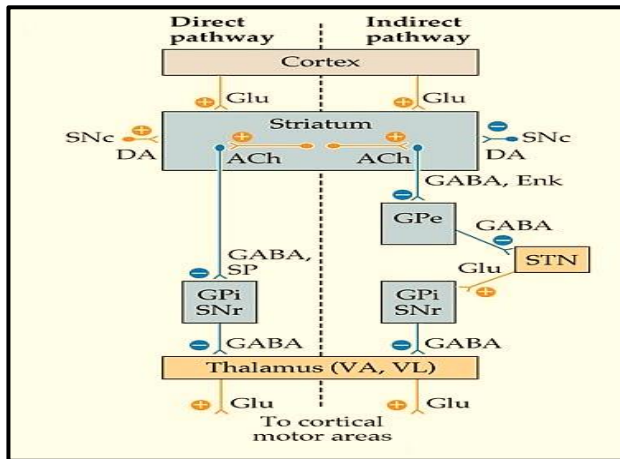 Direct pathway
Indirect pathway
Cortex
+ Glu
+ Glu
Striatum
SNc + DA
− SNc DA
+ ACh
+ ACh
GABA, Enk
−
GPe
GABA
−
STN
GABA, SP
−
Glu
+
GPi SNr
GPi SNr
− GABA
− GABA
Thalamus (VA, VL)
+ Glu
+ Glu
To cortical
motor areas